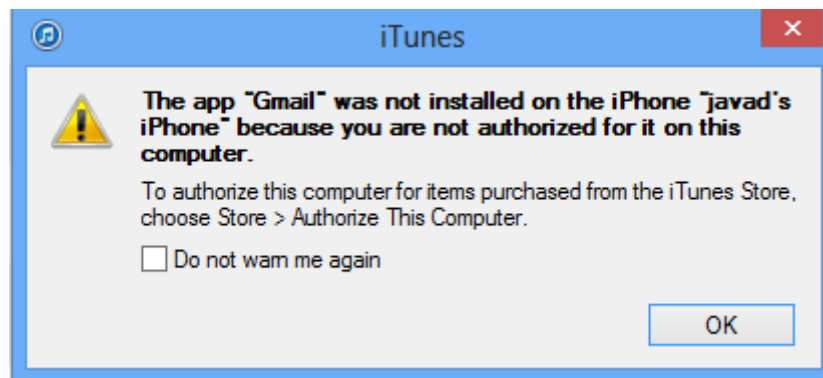 iTunes
The app "Gmail" was not installed on the iPhone "javad's
iPhone" because you are not authorized for it on this
computer.
To authorize this computer for items purchased from the iTunes Store,
choose Store > Authorize This Computer.
Do not warn me again
OK